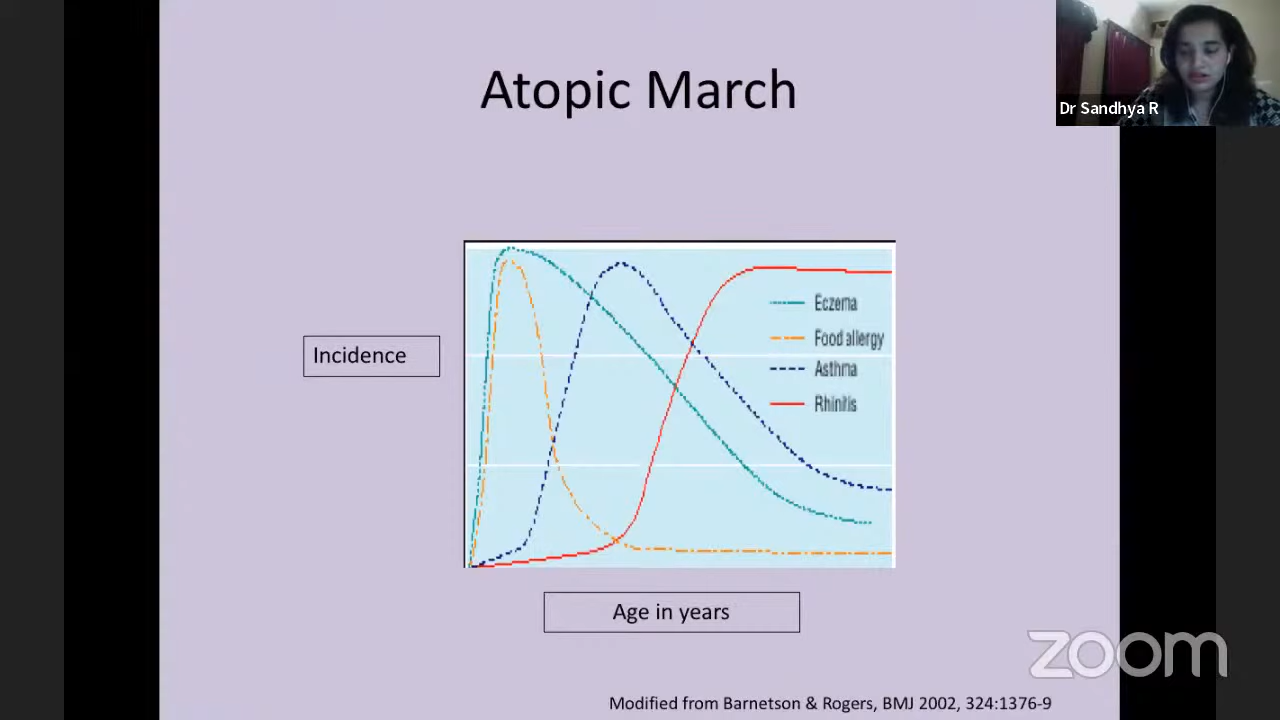 Atopic March
Dr Sandhya R
Incidence
Eczema
Food allergy
Asthma
Rhinitis
Age in years
zoom
Modified from Barnetson & Rogers, BMJ 2002, 324:1376-9